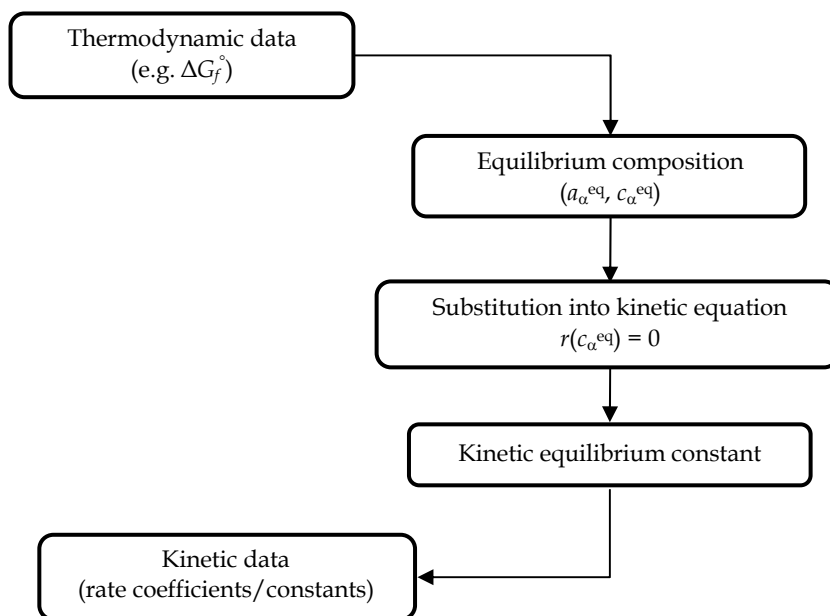 Thermodynamic data
(e.g. ΔG_f°)
Equilibrium composition
(a_α^eq, c_α^eq)
Substitution into kinetic equation
r(c_α^eq) = 0
Kinetic equilibrium constant
Kinetic data
(rate coefficients/constants)